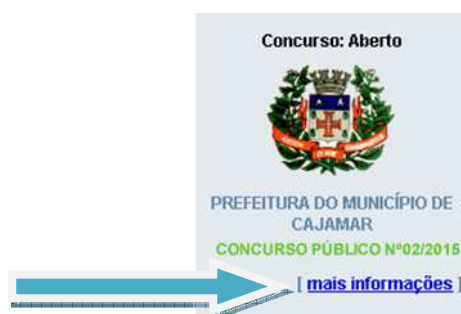 Concurso: Aberto
PREFEITURA DO MUNICÍPIO DE
CAJAMAR
CONCURSO PÚBLICO Nº02/2015
[ mais informações ]